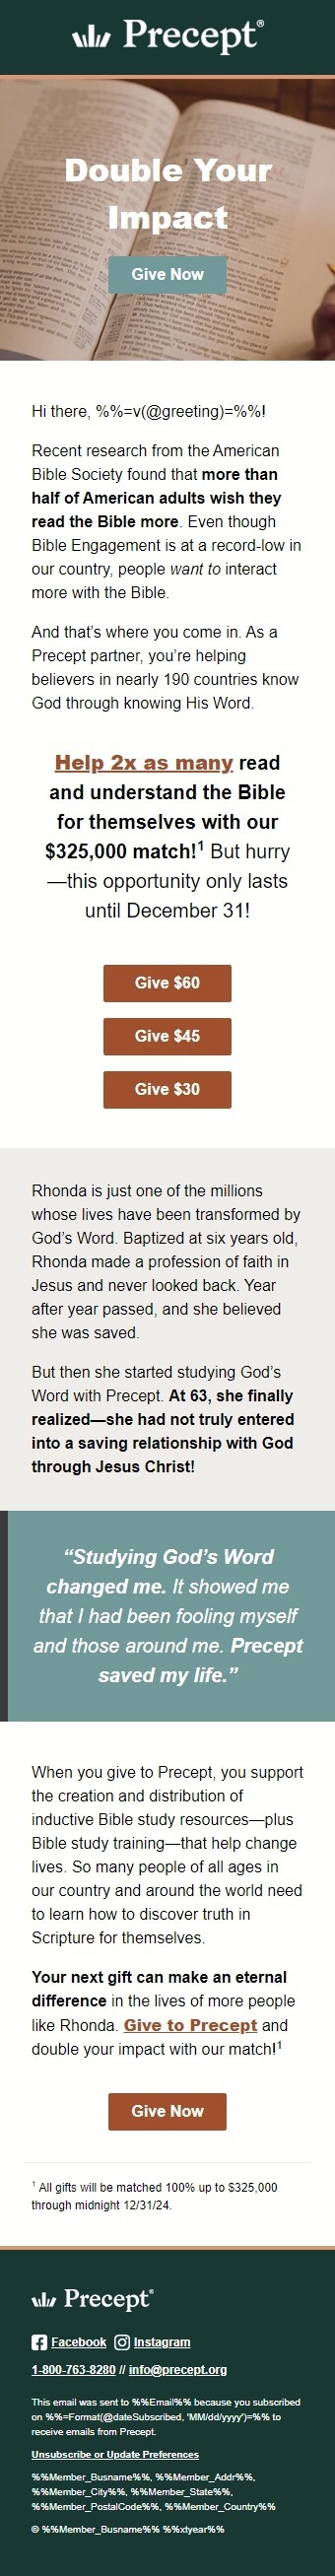 Precept®
Double Your
Impact
Give Now
Hi there, %%=v(@greeting)=%%!
Recent research from the American
Bible Society found that more than
half of American adults wish they
read the Bible more. Even though
Bible Engagement is at a record-low in
our country, people want to interact
more with the Bible.
And that’s where you come in. As a
Precept partner, you’re helping
believers in nearly 190 countries know
God through knowing His Word.
Help 2x as many read
and understand the Bible
for themselves with our
$325,000 match!¹ But hurry
—this opportunity only lasts
until December 31!
Give $60
Give $45
Give $30
Rhonda is just one of the millions
whose lives have been transformed by
God’s Word. Baptized at six years old,
Rhonda made a profession of faith in
Jesus and never looked back. Year
after year passed, and she believed
she was saved.
But then she started studying God’s
Word with Precept. At 63, she finally
realized—she had not truly entered
into a saving relationship with God
through Jesus Christ!
“Studying God’s Word
changed me. It showed me
that I had been fooling myself
and those around me. Precept
saved my life.”
When you give to Precept, you support
the creation and distribution of
inductive Bible study resources—plus
Bible study training—that help change
lives. So many people of all ages in
our country and around the world need
to learn how to discover truth in
Scripture for themselves.
Your next gift can make an eternal
difference in the lives of more people
like Rhonda. Give to Precept and
double your impact with our match!¹
Give Now
¹ All gifts will be matched 100% up to $325,000
through midnight 12/31/24.
Precept®
Facebook Instagram
1-800-763-8280 // info@precept.org
This email was sent to %%Email%% because you subscribed
on %%=Format(@dateSubscribed, 'MM/dd/yyyy')=%% to
receive emails from Precept.
Unsubscribe or Update Preferences
%%Member_Busname%%, %%Member_Addr%%,
%%Member_City%%, %%Member_State%%,
%%Member_PostalCode%%, %%Member_Country%%
© %%Member_Busname%% %%xtyear%%